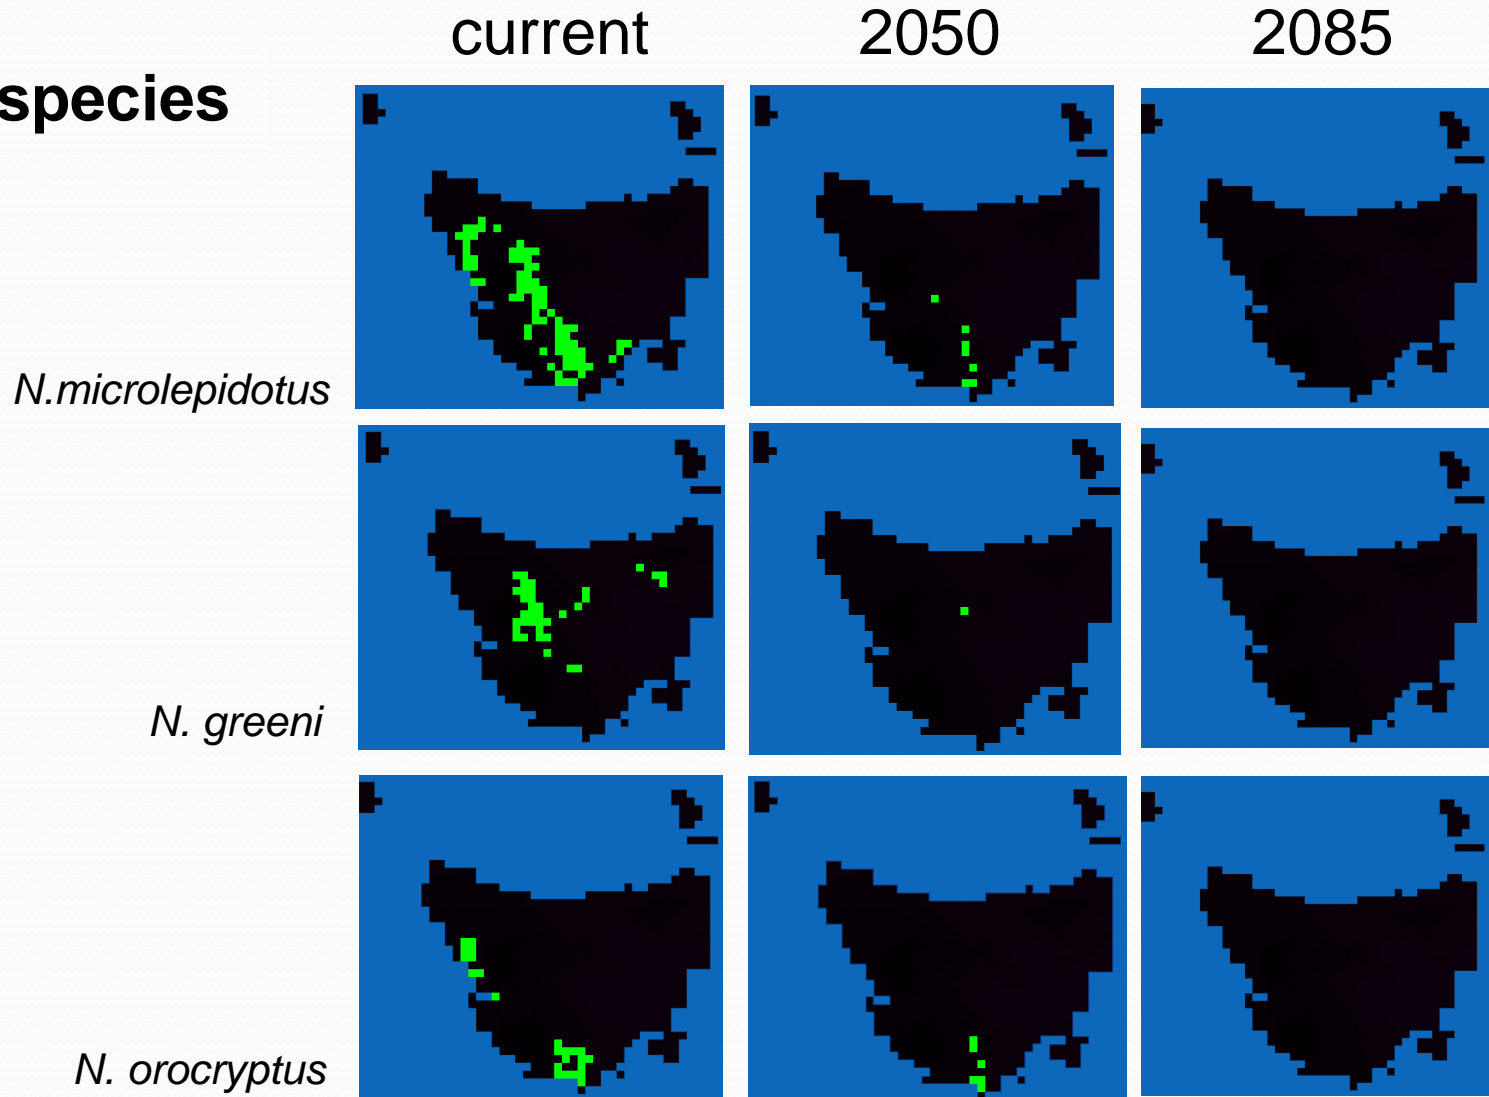 current 2050 2085
species
N.microlepidotus
N. greeni
N. orocryptus